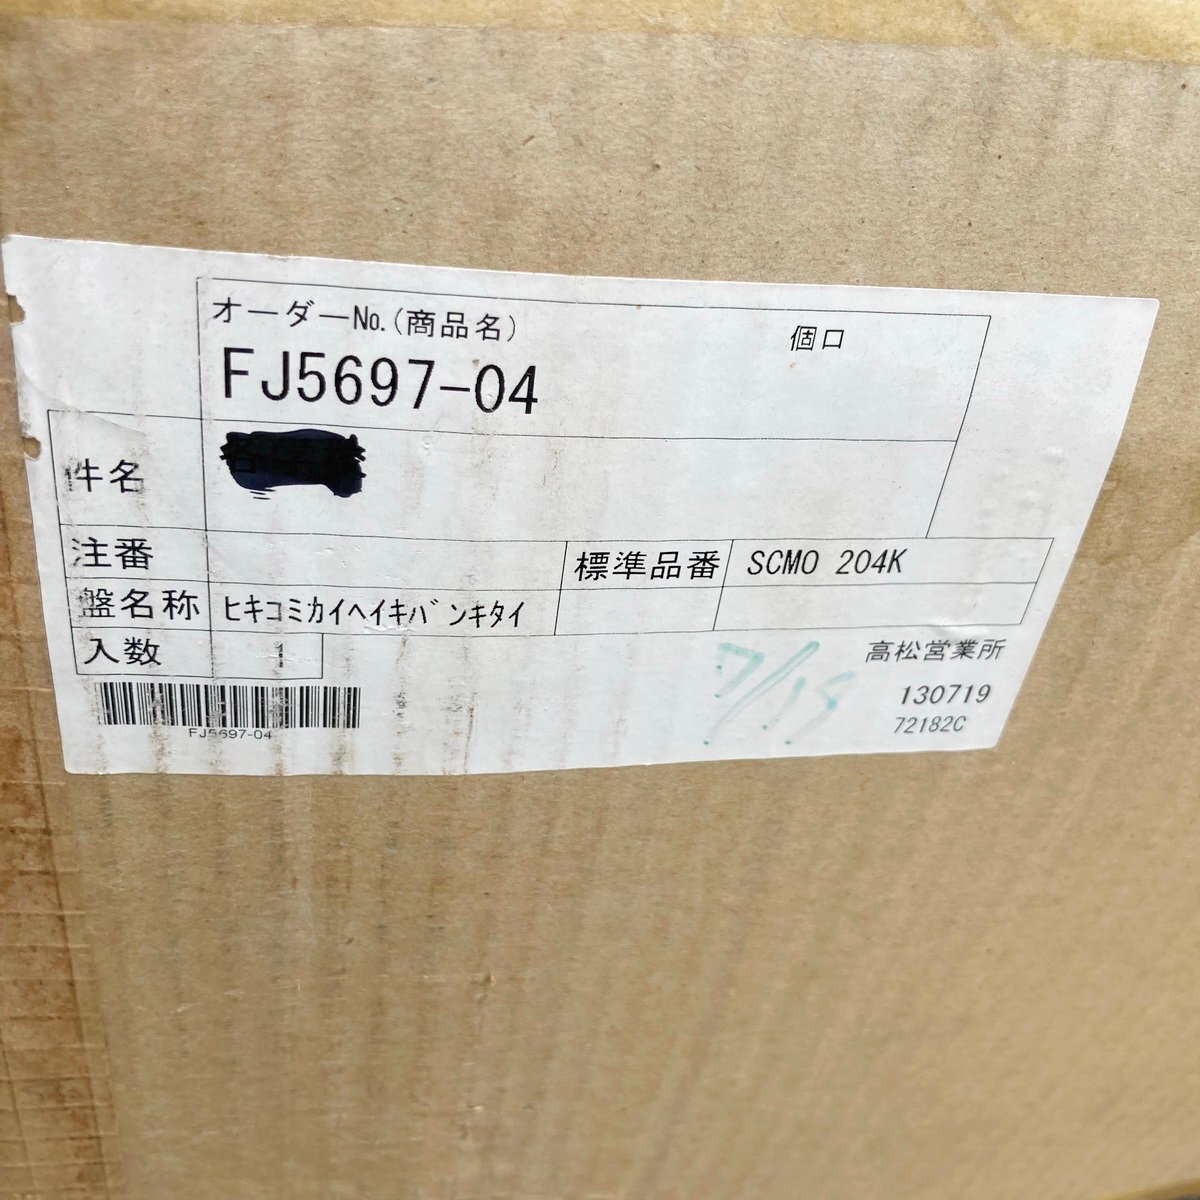 オーダーNo.(商品名)
個口
FJ5697-04
件名
注番
標準品番 SCMO 204K
盤名称 ヒキコミカイヘイキバンキタイ
入数 1
高松営業所
7/19
130719
72182C
FJ5697-04